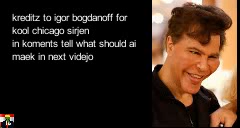 kreditz to igor bogdanoff for
kool chicago sirjen
in koments tell what should ai
maek in next videjo